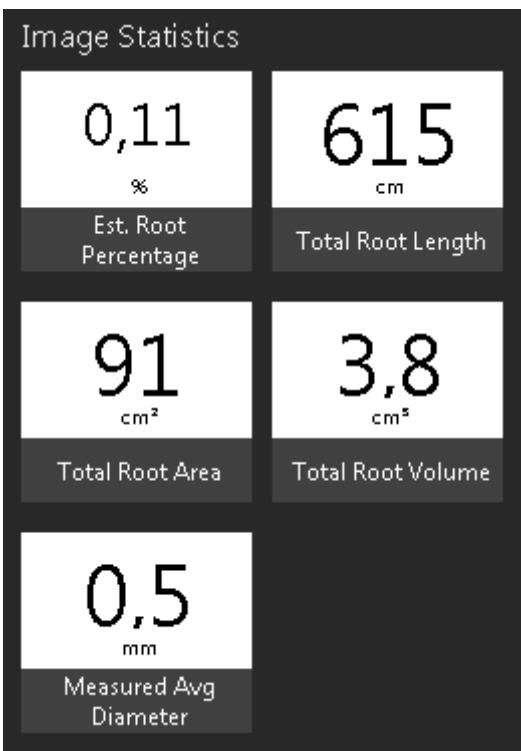 Image Statistics
0,11
%
Est. Root
Percentage
615
cm
Total Root Length
91
cm²
Total Root Area
3,8
cm³
Total Root Volume
0,5
mm
Measured Avg
Diameter